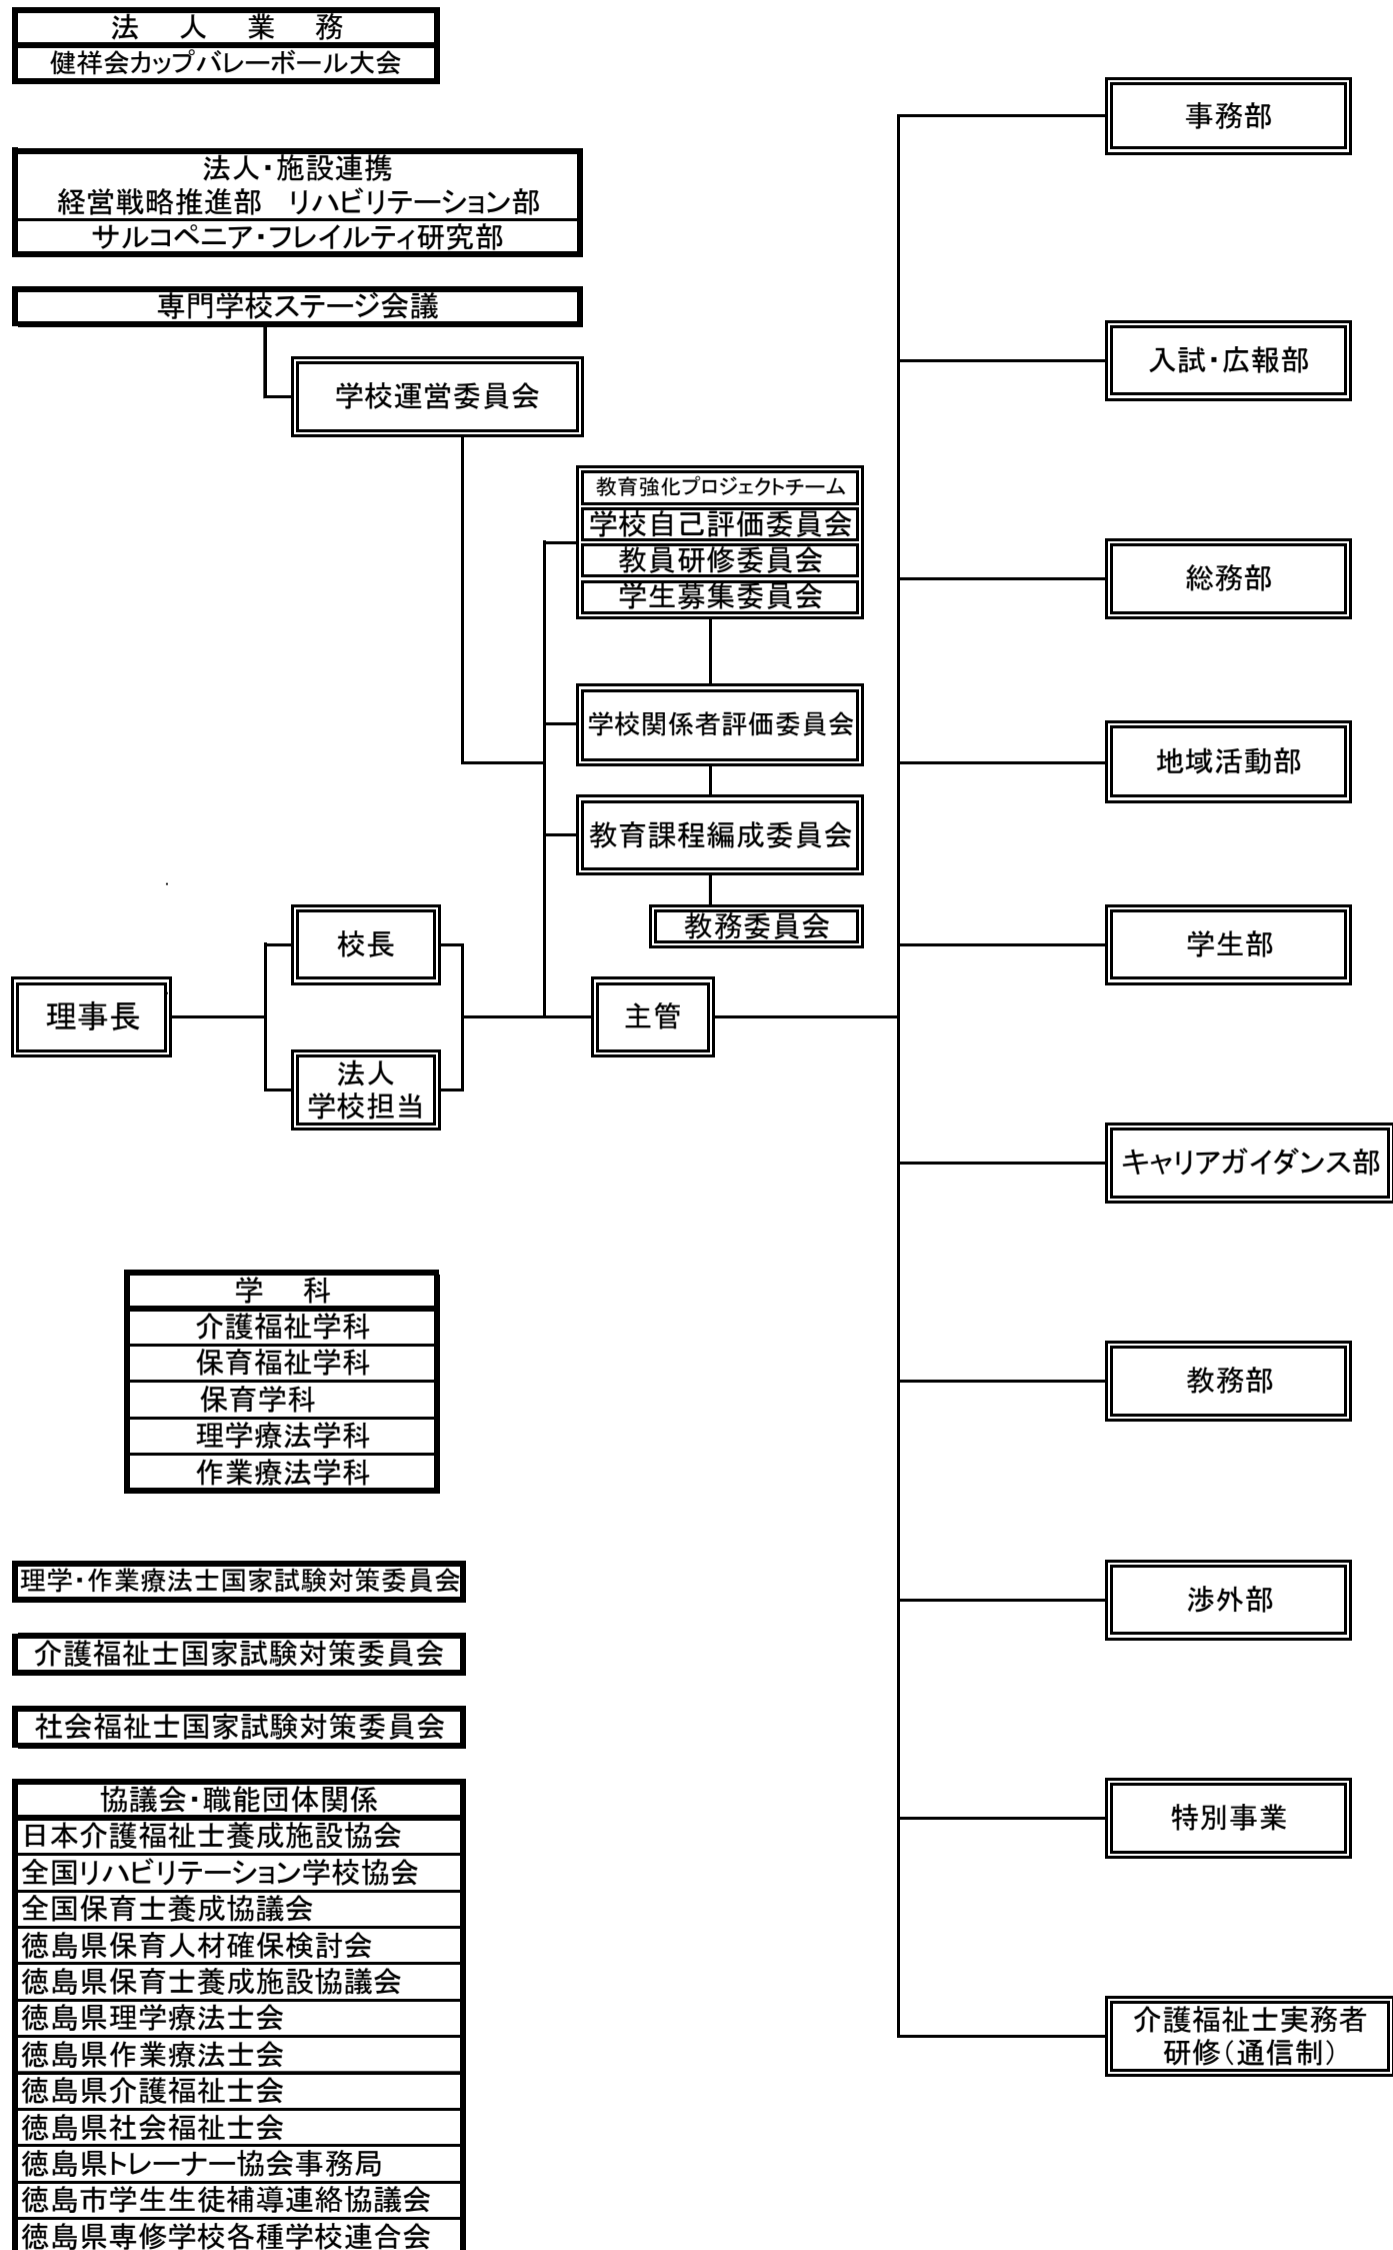 法　人　業　務
健祥会カップバレーボール大会
法人・施設連携
経営戦略推進部　リハビリテーション部
サルコペニア・フレイルティ研究部
専門学校ステージ会議
学校運営委員会
教育強化プロジェクトチーム
学校自己評価委員会
教員研修委員会
学生募集委員会
学校関係者評価委員会
教育課程編成委員会
教務委員会
校長
理事長
法人
学校担当
主管
事務部
入試・広報部
総務部
地域活動部
学生部
キャリアガイダンス部
教務部
渉外部
特別事業
介護福祉士実務者
研修（通信制）
学　科
介護福祉学科
保育福祉学科
保育学科
理学療法学科
作業療法学科
理学・作業療法士国家試験対策委員会
介護福祉士国家試験対策委員会
社会福祉士国家試験対策委員会
協議会・職能団体関係
日本介護福祉士養成施設協会
全国リハビリテーション学校協会
全国保育士養成協議会
徳島県保育人材確保検討会
徳島県保育士養成施設協議会
徳島県理学療法士会
徳島県作業療法士会
徳島県介護福祉士会
徳島県社会福祉士会
徳島県トレーナー協会事務局
徳島市学生生徒補導連絡協議会
徳島県専修学校各種学校連合会